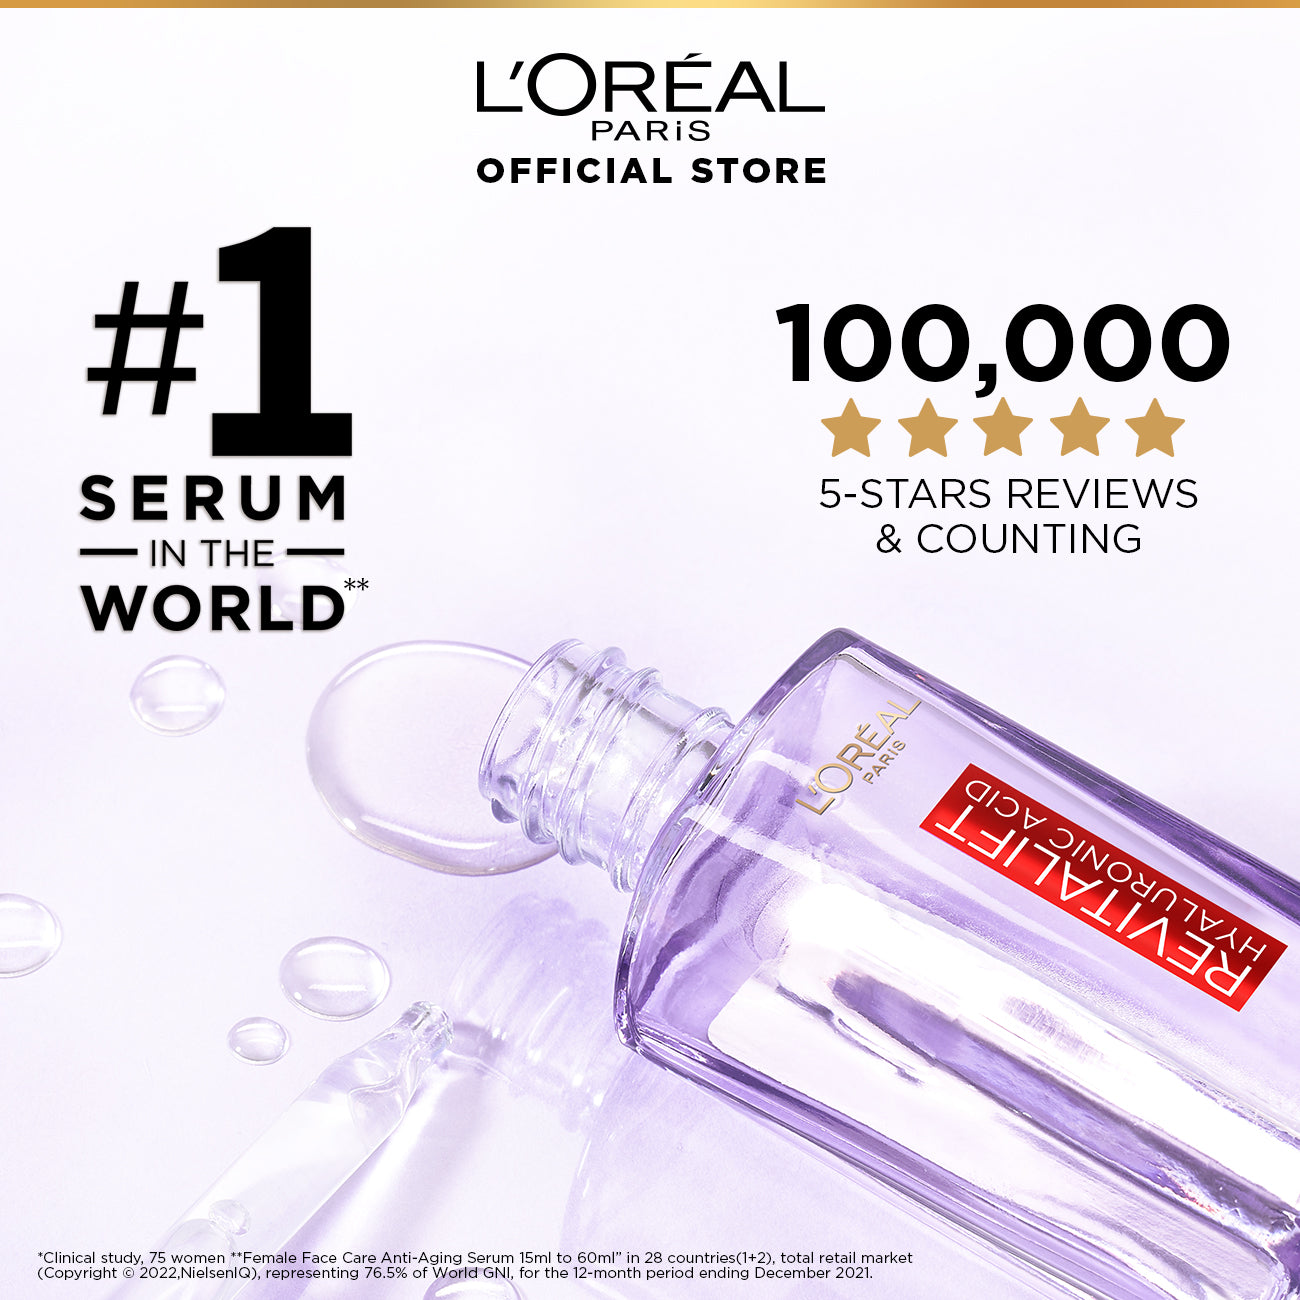 L'ORÉAL
PARiS
OFFICIAL STORE
#1
SERUM
IN THE
WORLD**
100,000
5-STARS REVIEWS
& COUNTING
L'ORÉAL
PARIS
REVITALIFT
HYALURONIC ACID
*Clinical study, 75 women **Female Face Care Anti-Aging Serum 15ml to 60ml” in 28 countries(1+2), total retail market
(Copyright © 2022,NielsenIQ), representing 76.5% of World GNI, for the 12-month period ending December 2021.